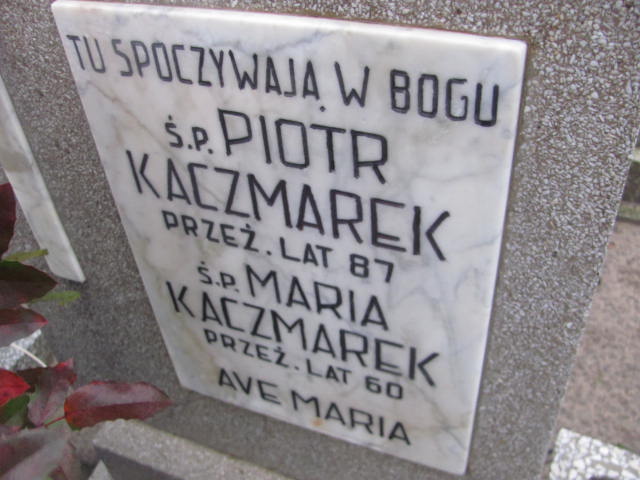 TU SPOCZYWAJĄ W BOGU
Ś.P. PIOTR
KACZMAREK
PRZEŻ. LAT 87
Ś.P. MARIA
KACZMAREK
PRZEŻ. LAT 60
AVE MARIA